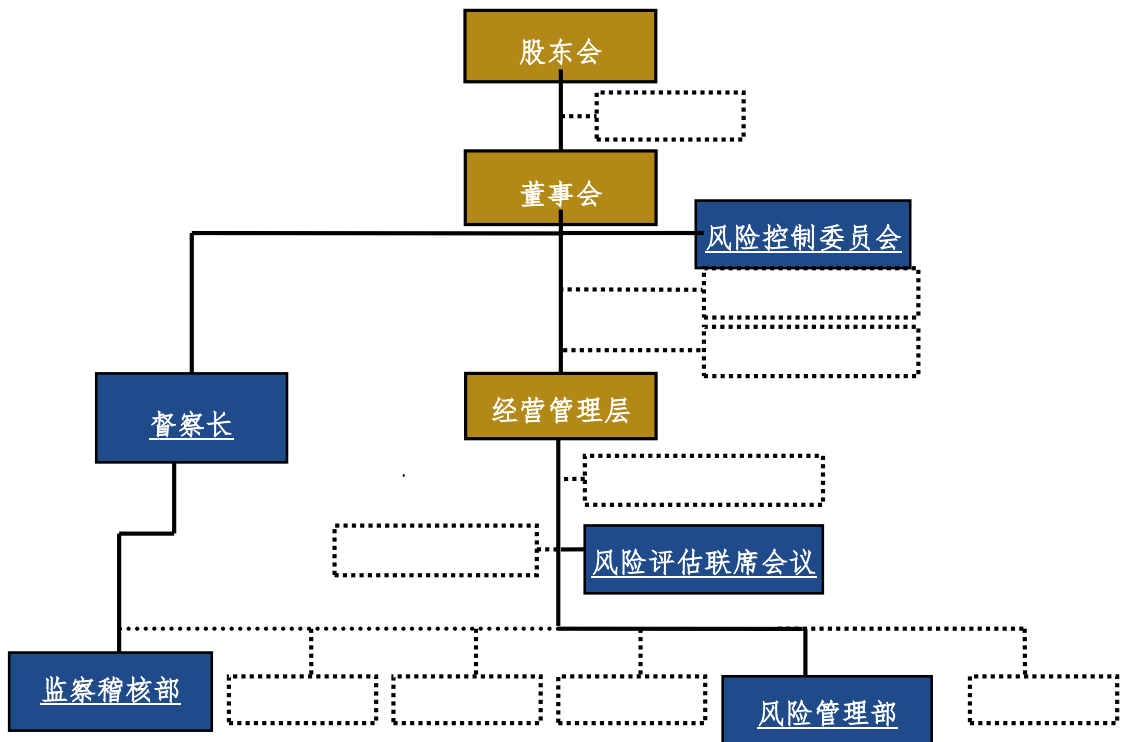 股东会
董事会
风险控制委员会
督察长
经营管理层
风险评估联席会议
监察稽核部
风险管理部